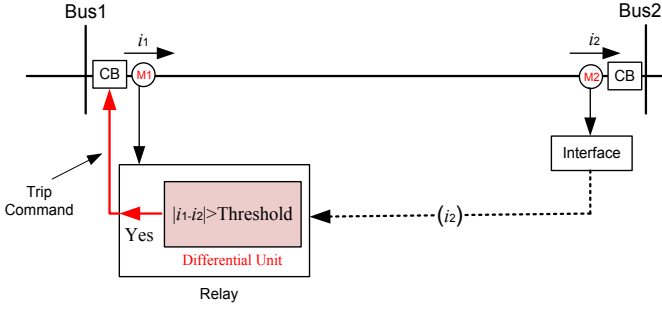 Bus1
Bus2
i1
i2
CB
M1
M2
CB
Interface
Trip
Command
|i1-i2|>Threshold
(i2)
Yes
Differential Unit
Relay